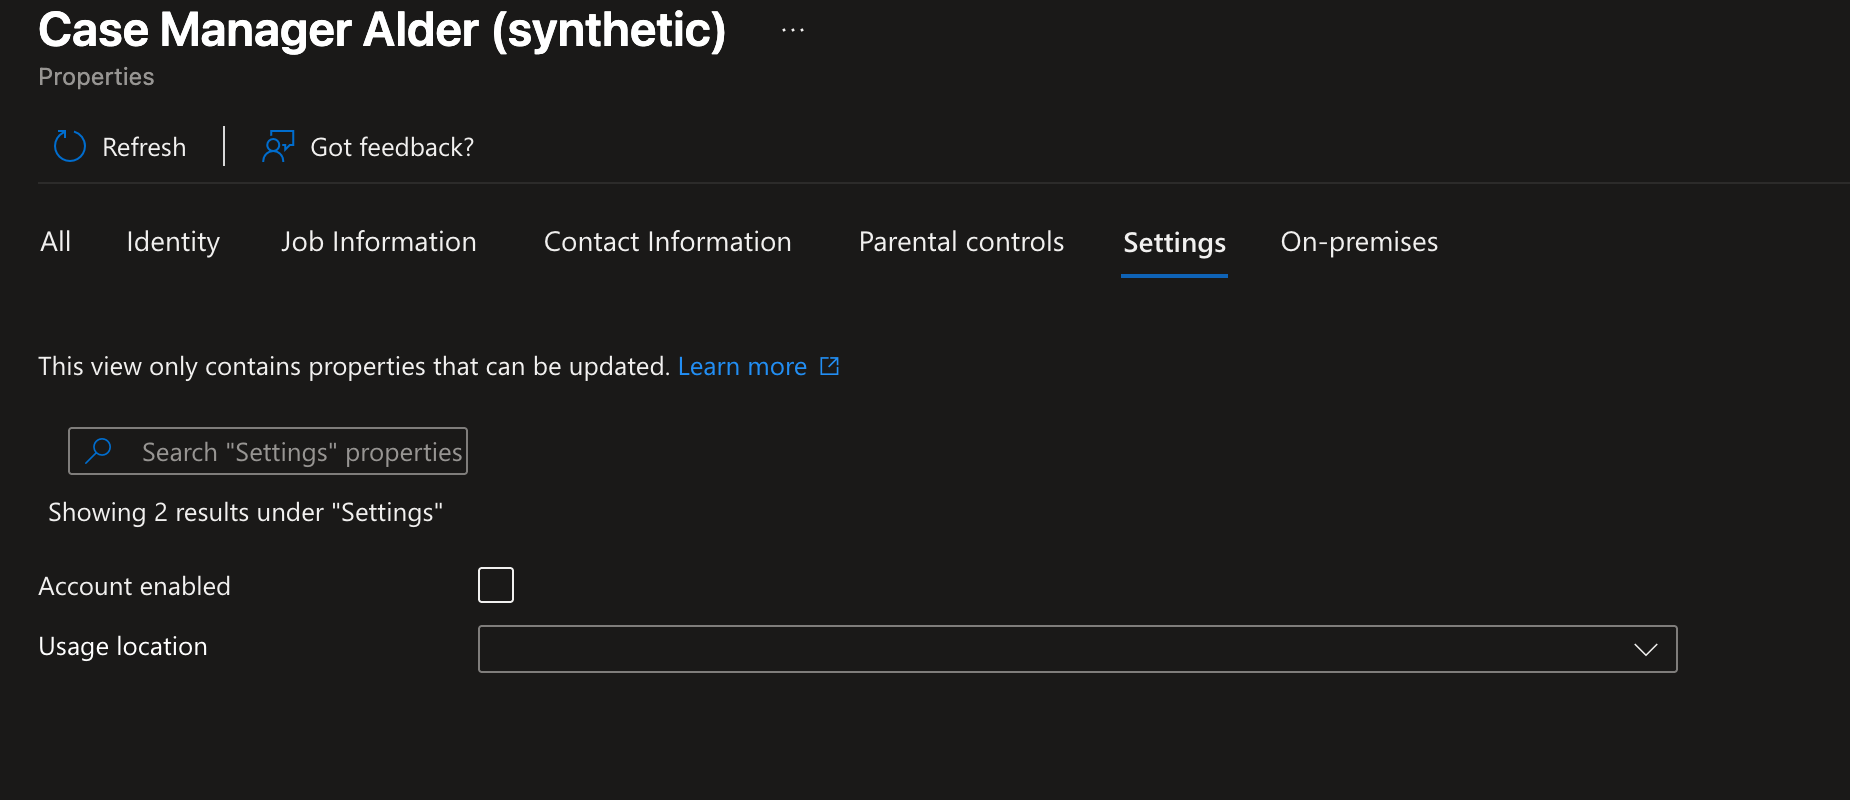 Case Manager Alder (synthetic) ...
Properties
Refresh Got feedback?
All Identity Job Information Contact Information Parental controls Settings On-premises
This view only contains properties that can be updated. Learn more
Search "Settings" properties
Showing 2 results under "Settings"
Account enabled
Usage location